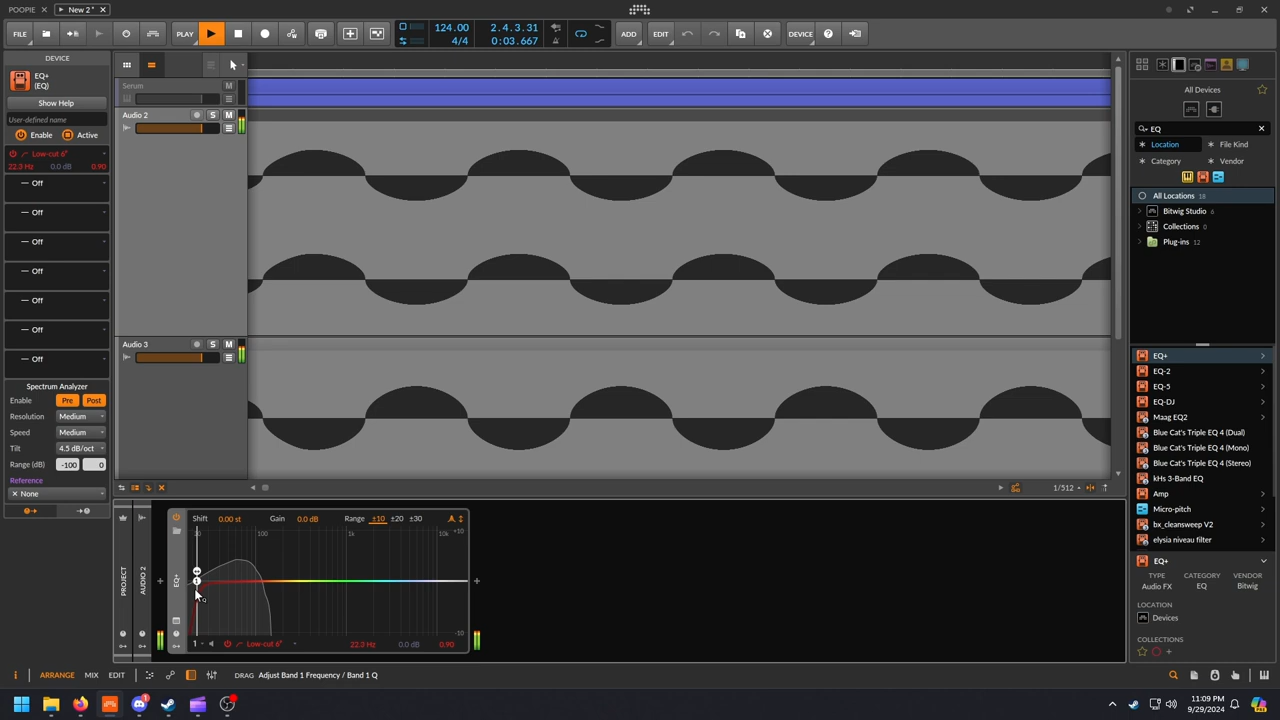 POOPIE
New 2 *
FILE
PLAY
124.00
4/4
2.4.3.31
0:03.667
ADD
EDIT
DEVICE
DEVICE
EQ+
(EQ)
Show Help
User-defined name
Enable
Active
Low-cut 6"
22.3 Hz
0.0 dB
0.90
Off
Off
Off
Off
Off
Off
Off
Spectrum Analyzer
Enable
Pre
Post
Resolution
Medium
Speed
Medium
Tilt
4.5 dB/oct
Range (dB)
-100
0
Reference
None
Serum
M
Audio 2
S
M
Audio 3
S
M
1/512
PROJECT
AUDIO 2
EQ+
Shift
0.00 st
Gain
0.0 dB
Range
±10
±20
±30
20
100
1k
10k
+10
-10
1
Low-cut 6"
22.3 Hz
0.0 dB
0.90
All Devices
EQ
Location
File Kind
Category
Vendor
All Locations 18
Bitwig Studio 6
Collections 0
Plug-ins 12
EQ+
EQ-2
EQ-5
EQ-DJ
Maag EQ2
Blue Cat's Triple EQ 4 (Dual)
Blue Cat's Triple EQ 4 (Mono)
Blue Cat's Triple EQ 4 (Stereo)
kHs 3-Band EQ
Amp
Micro-pitch
bx_cleansweep V2
elysia niveau filter
EQ+
TYPE
CATEGORY
VENDOR
Audio FX
EQ
Bitwig
LOCATION
Devices
COLLECTIONS
ARRANGE
MIX
EDIT
DRAG
Adjust Band 1 Frequency / Band 1 Q
11:09 PM
9/29/2024